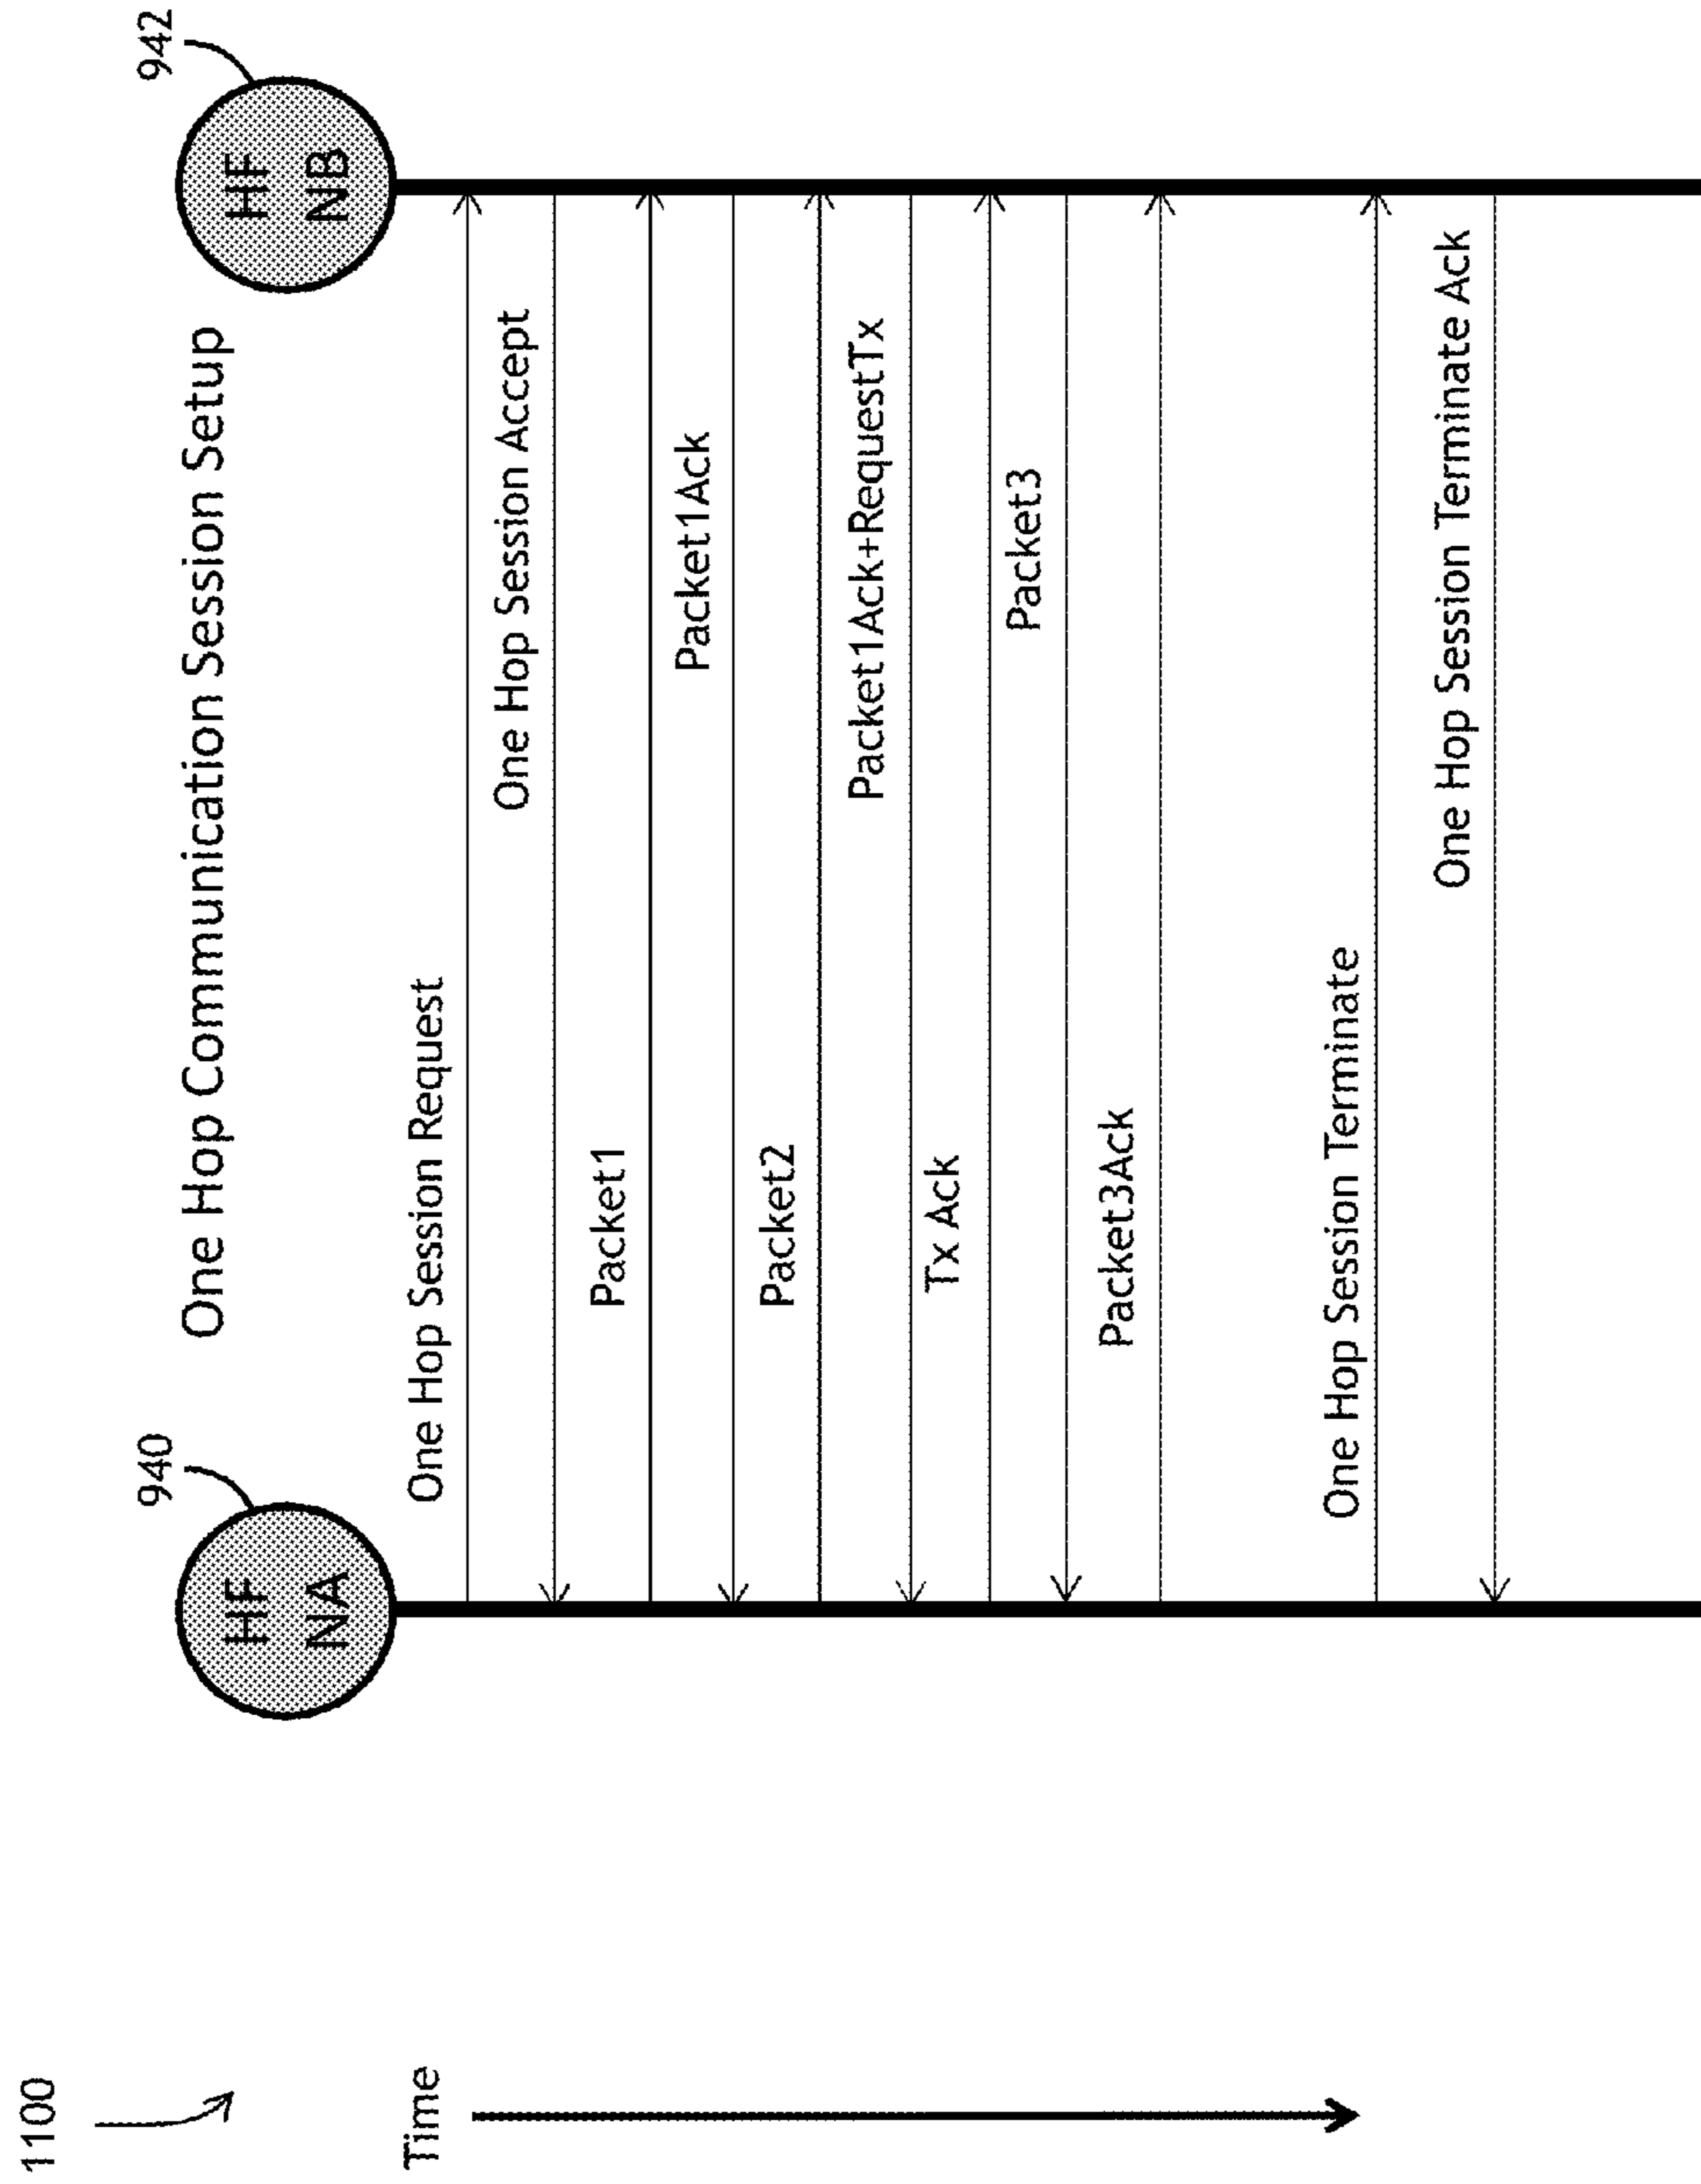 1100
One Hop Communication Session Setup
940
942
HF
NA
HF
NB
Time
One Hop Session Request
One Hop Session Accept
Packet1
Packet1Ack
Packet2
Packet1Ack+RequestTx
Tx Ack
Packet3
Packet3Ack
One Hop Session Terminate
One Hop Session Terminate Ack